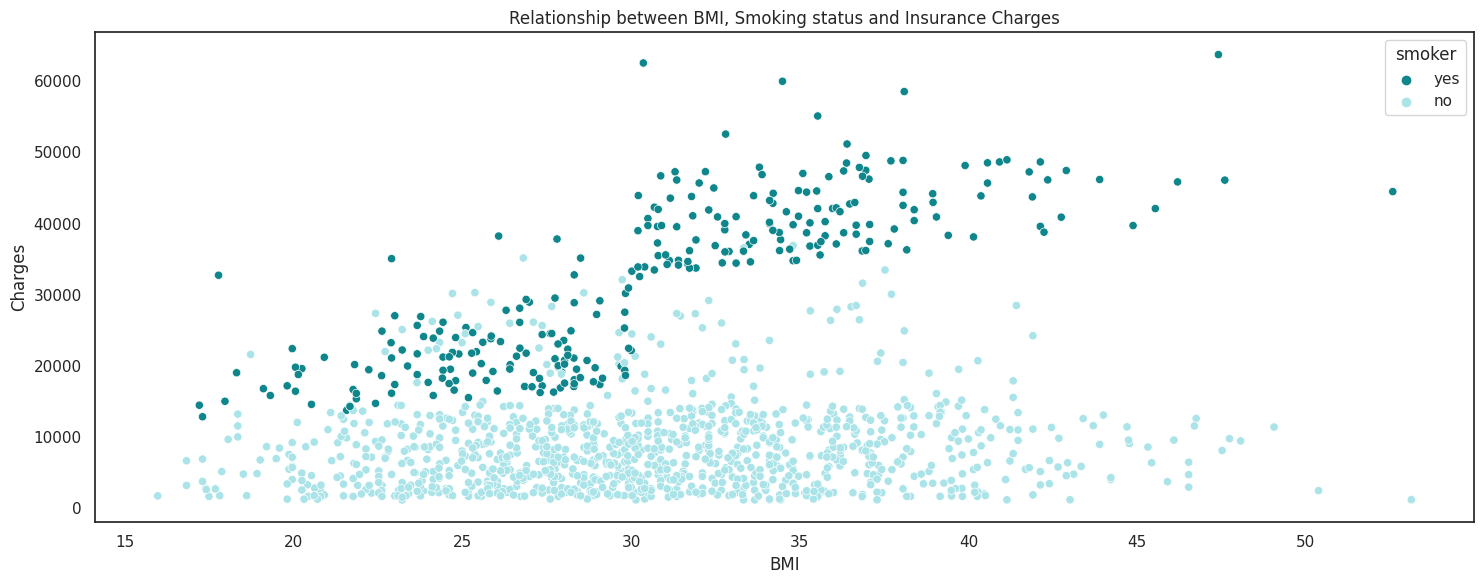 Relationship between BMI, Smoking status and Insurance Charges
smoker
yes
no
Charges
60000
50000
40000
30000
20000
10000
0
15 20 25 30 35 40 45 50
BMI